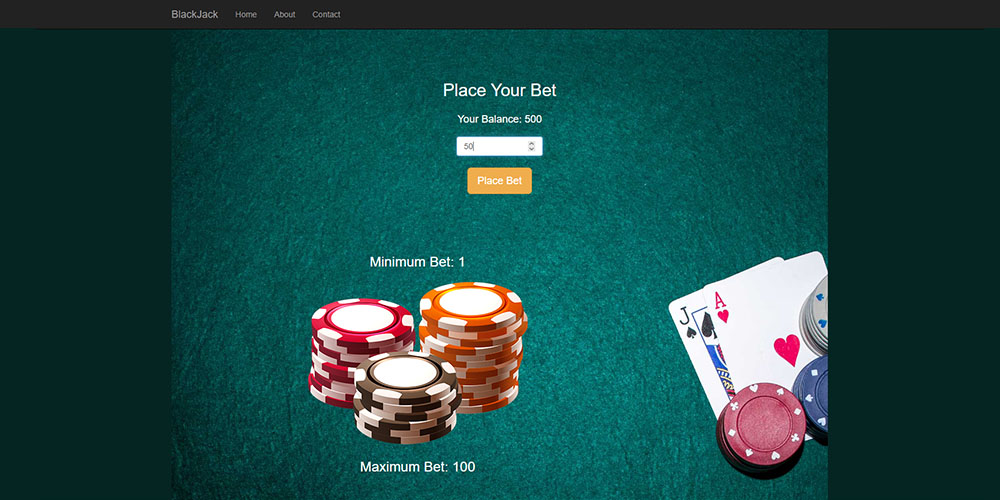 BlackJack Home About Contact
Place Your Bet
Your Balance: 500
50
Place Bet
Minimum Bet: 1
J
A
Maximum Bet: 100